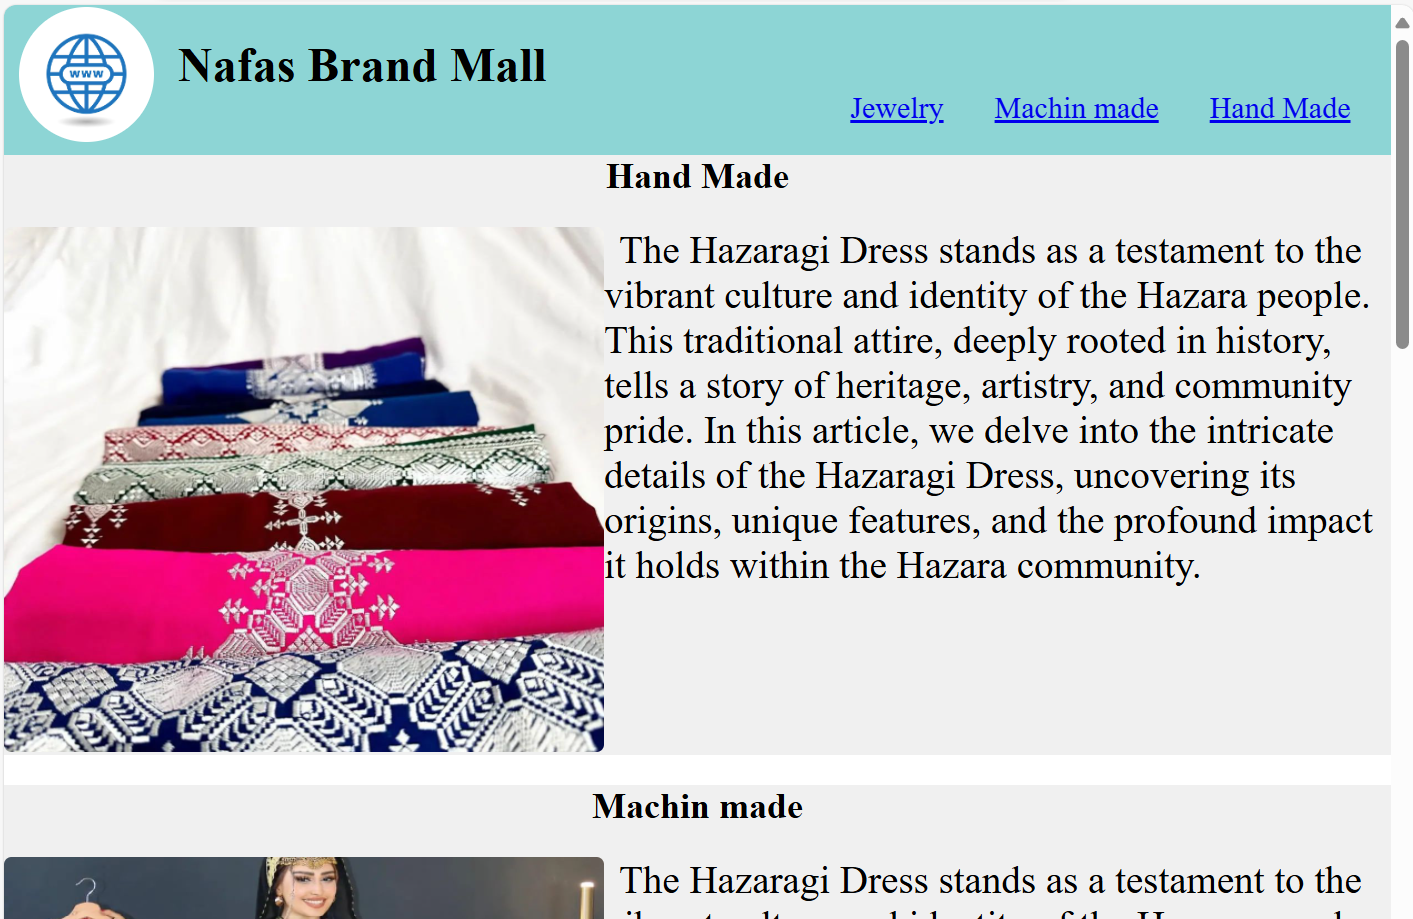 www
Nafas Brand Mall
Jewelry Machin made Hand Made
Hand Made
The Hazaragi Dress stands as a testament to the
vibrant culture and identity of the Hazara people.
This traditional attire, deeply rooted in history,
tells a story of heritage, artistry, and community
pride. In this article, we delve into the intricate
details of the Hazaragi Dress, uncovering its
origins, unique features, and the profound impact
it holds within the Hazara community.
Machin made
The Hazaragi Dress stands as a testament to the